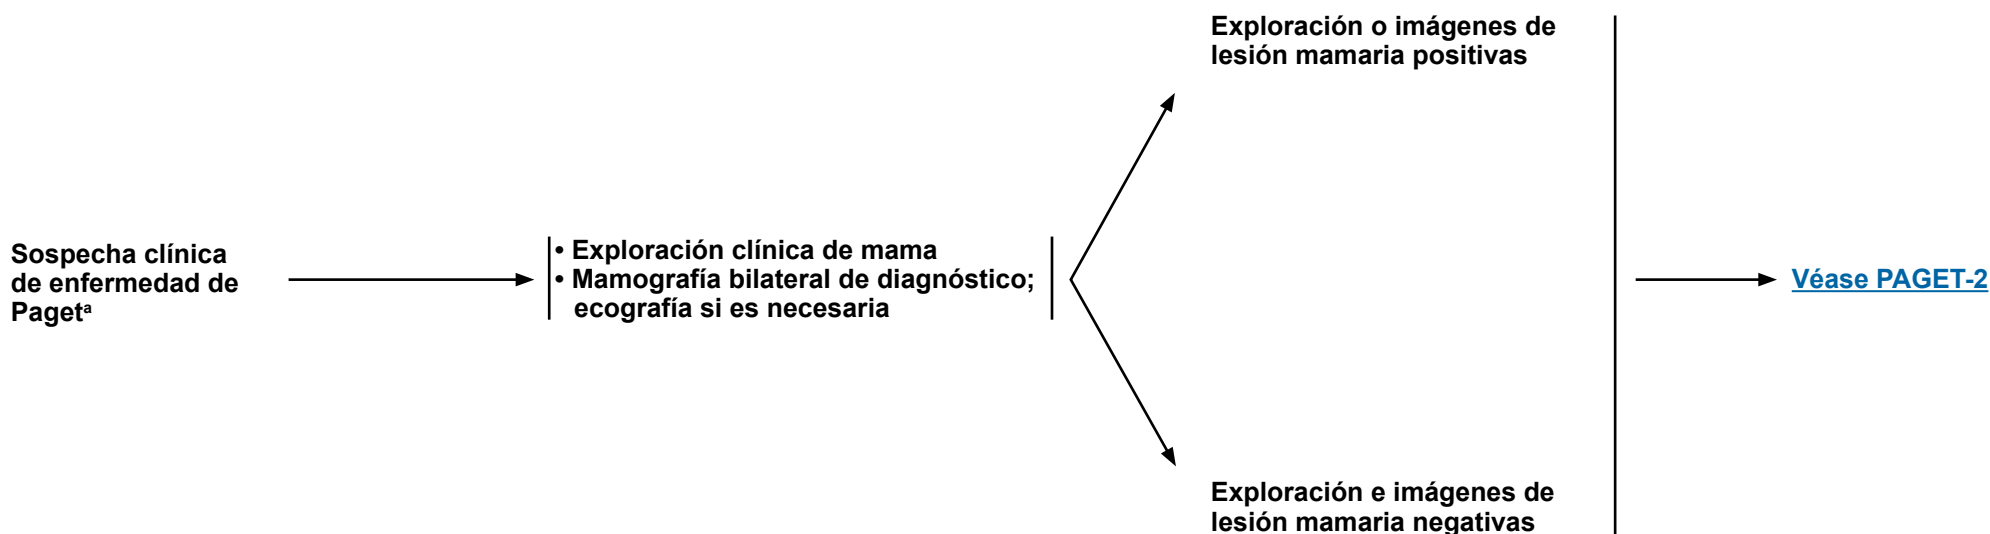 Exploración o imágenes de
lesión mamaria positivas
Sospecha clínica
de enfermedad de
Pagetᵃ
• Exploración clínica de mama
• Mamografía bilateral de diagnóstico;
ecografía si es necesaria
Véase PAGET-2
Exploración e imágenes de
lesión mamaria negativas